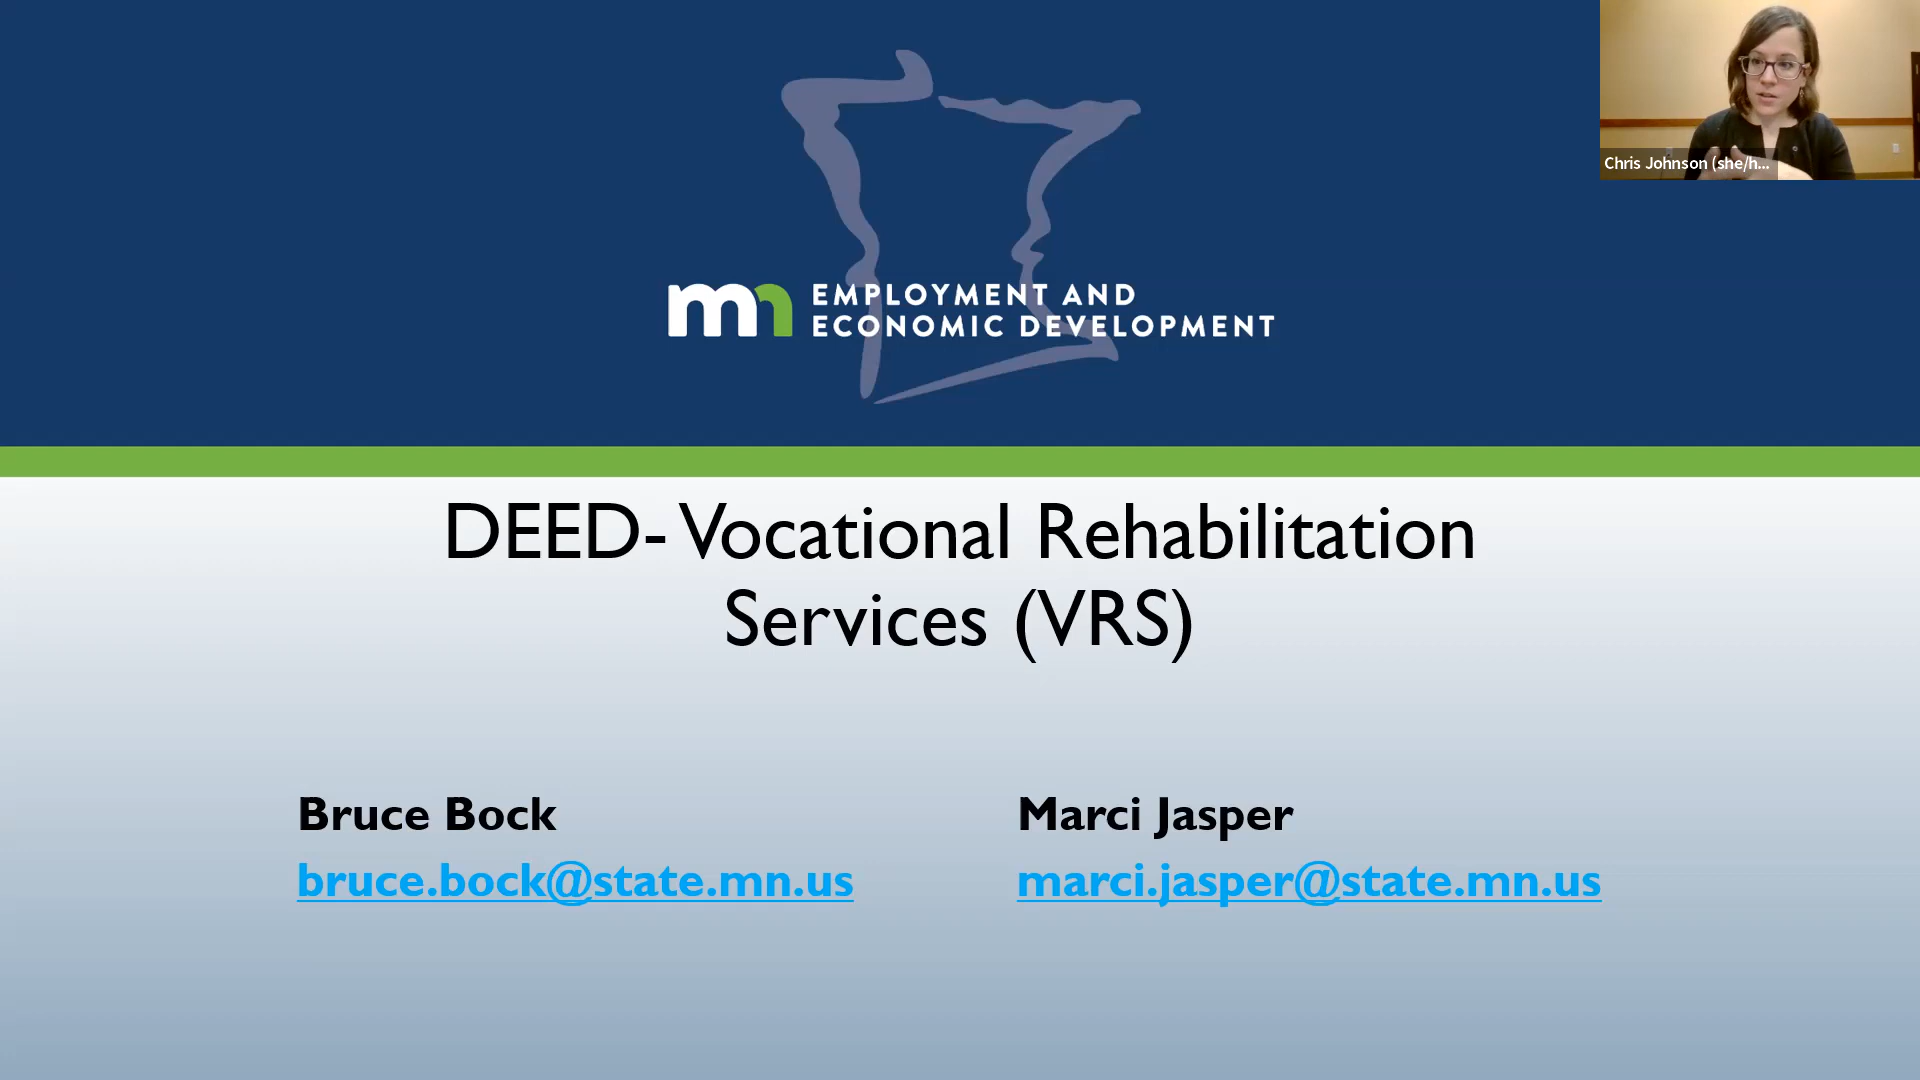 Chris Johnson (she/h...
mn EMPLOYMENT AND
ECONOMIC DEVELOPMENT
DEED- Vocational Rehabilitation
Services (VRS)
Bruce Bock
bruce.bock@state.mn.us
Marci Jasper
marci.jasper@state.mn.us